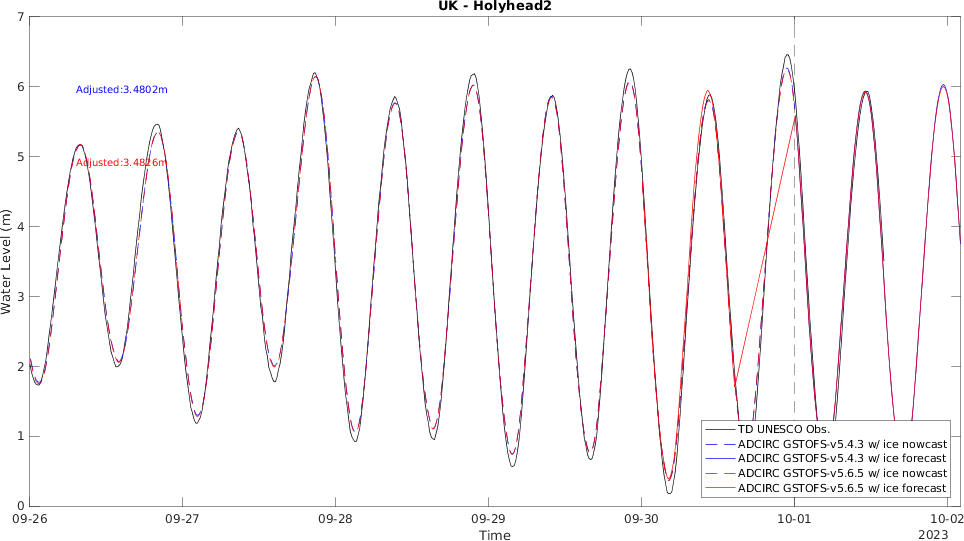 UK - Holyhead2
7
6
5
4
3
2
1
0
Water Level (m)
Adjusted:3.4802m
Adjusted:3.4826m
TD UNESCO Obs.
ADCIRC GSTOFS-v5.4.3 w/ ice nowcast
ADCIRC GSTOFS-v5.4.3 w/ ice forecast
ADCIRC GSTOFS-v5.6.5 w/ ice nowcast
ADCIRC GSTOFS-v5.6.5 w/ ice forecast
09-26 09-27 09-28 09-29 09-30 10-01 10-02
Time
2023